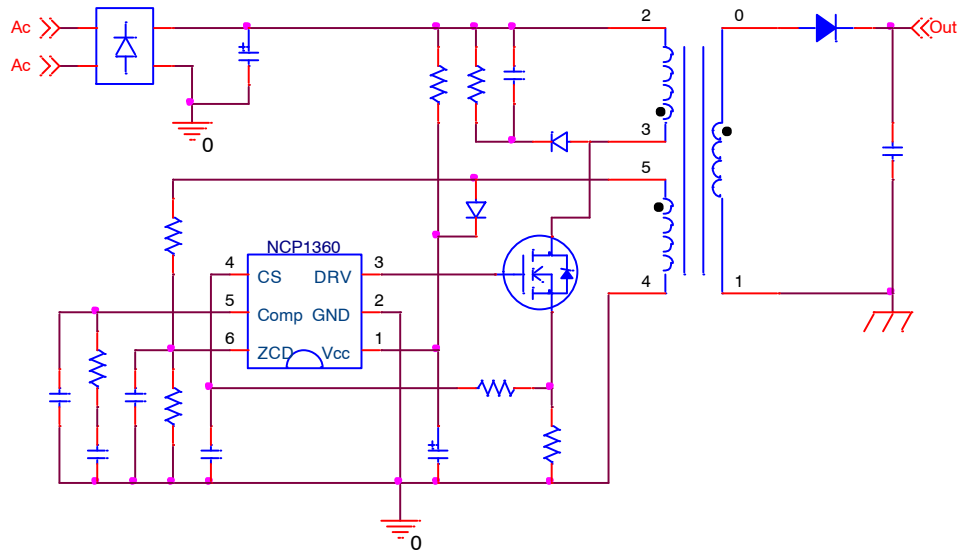 2 0
Ac Out
Ac
3
0
5
NCP1360
4 CS DRV 3
5 Comp GND 2
6 ZCD Vcc 1
4 1
0